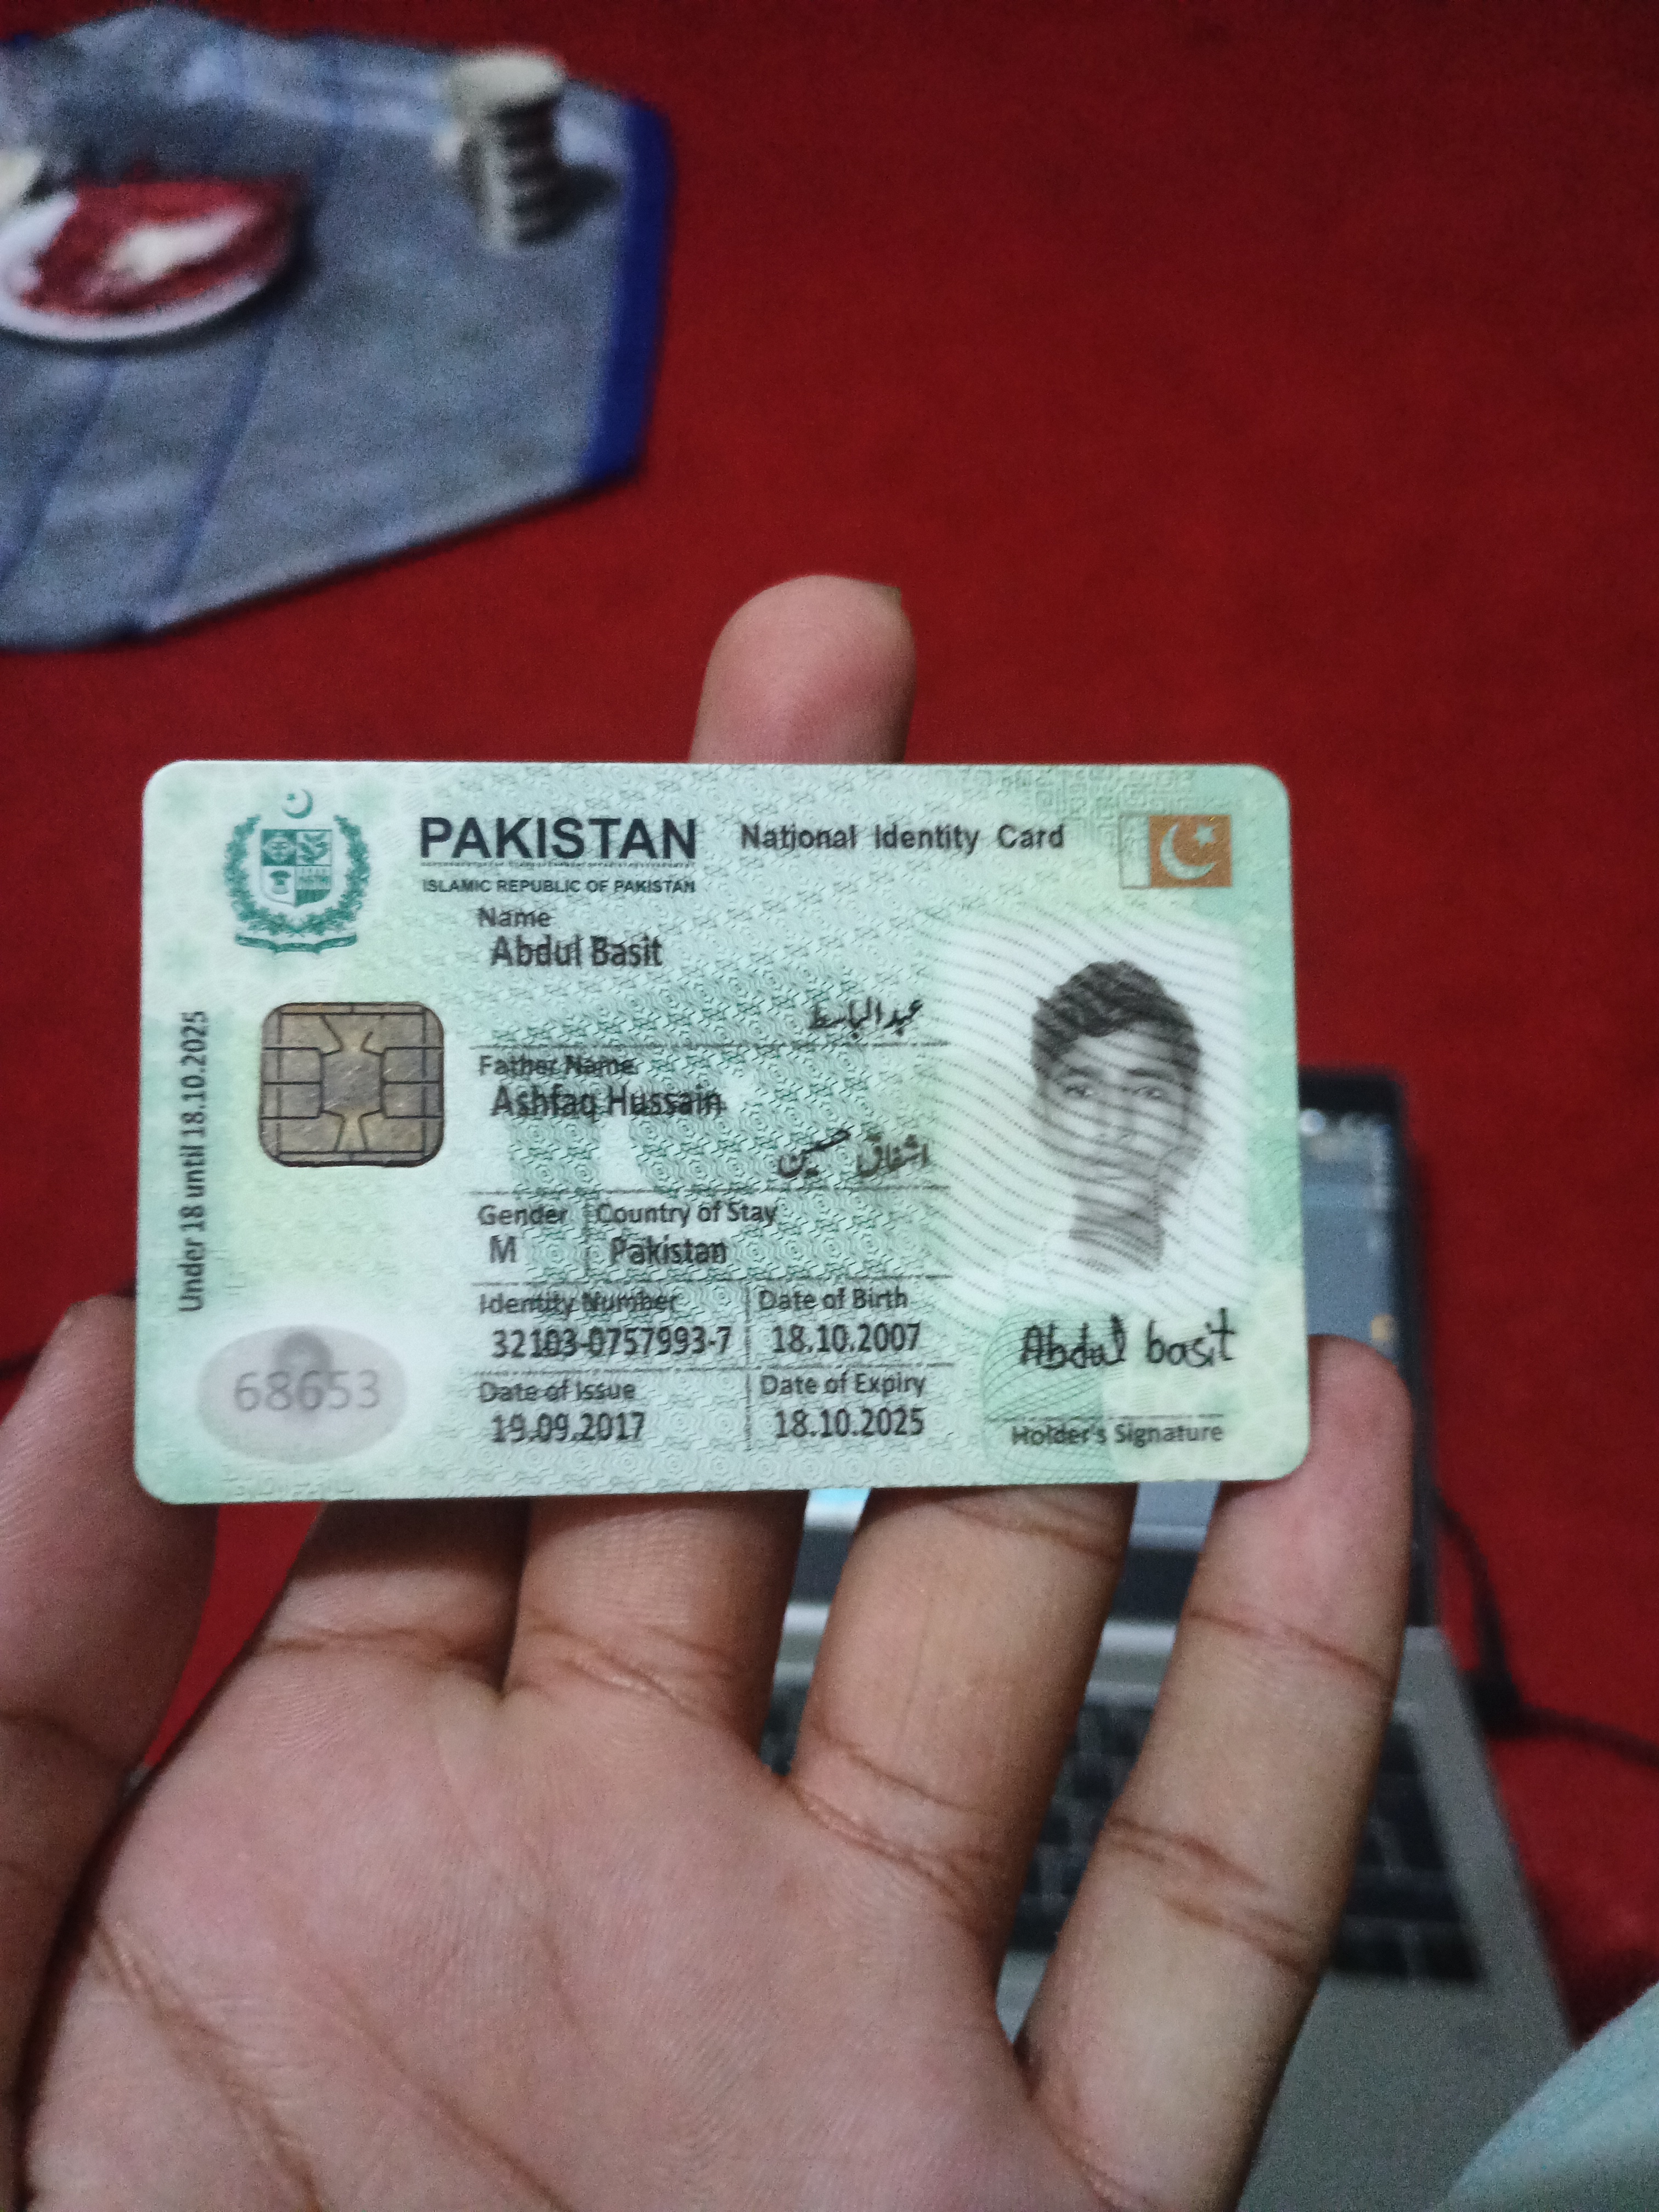 PAKISTAN National Identity Card
ISLAMIC REPUBLIC OF PAKISTAN
Name
Abdul Basit
عبدالباسط
Father Name
Ashfaq Hussain
اشفاق حسین
Gender Country of Stay
M Pakistan
Identity Number Date of Birth
32103-0757993-7 18.10.2007
Date of Issue Date of Expiry
19.09.2017 18.10.2025
Abdul basit
Holder's Signature
Under 18 until 18.10.2025
68653